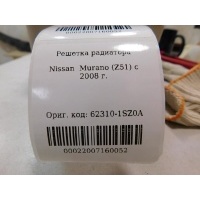 Решетка радиатора
Nissan Murano (Z51) с
2008 г.
Ориг. код: 62310-1SZ0A
00022007160052